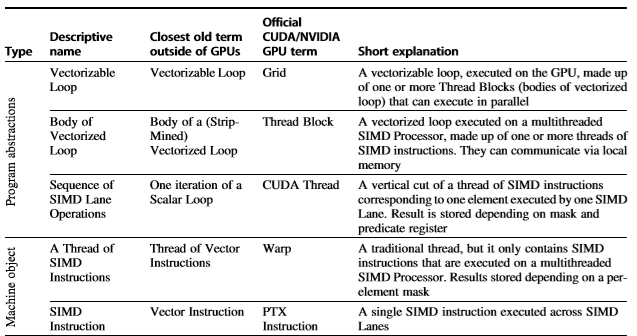 Type
Descriptive
name
Closest old term
outside of GPUs
Official
CUDA/NVIDIA
GPU term
Short explanation
Program abstractions
Vectorizable
Loop
Vectorizable Loop
Grid
A vectorizable loop, executed on the GPU, made up
of one or more Thread Blocks (bodies of vectorized
loop) that can execute in parallel
Body of
Vectorized
Loop
Body of a (Strip-
Mined)
Vectorized Loop
Thread Block
A vectorized loop executed on a multithreaded
SIMD Processor, made up of one or more threads of
SIMD instructions. They can communicate via local
memory
Sequence of
SIMD Lane
Operations
One iteration of a
Scalar Loop
CUDA Thread
A vertical cut of a thread of SIMD instructions
corresponding to one element executed by one SIMD
Lane. Result is stored depending on mask and
predicate register
Machine object
A Thread of
SIMD
Instructions
Thread of Vector
Instructions
Warp
A traditional thread, but it only contains SIMD
instructions that are executed on a multithreaded
SIMD Processor. Results stored depending on a per-
element mask
SIMD
Instruction
Vector Instruction
PTX
Instruction
A single SIMD instruction executed across SIMD
Lanes